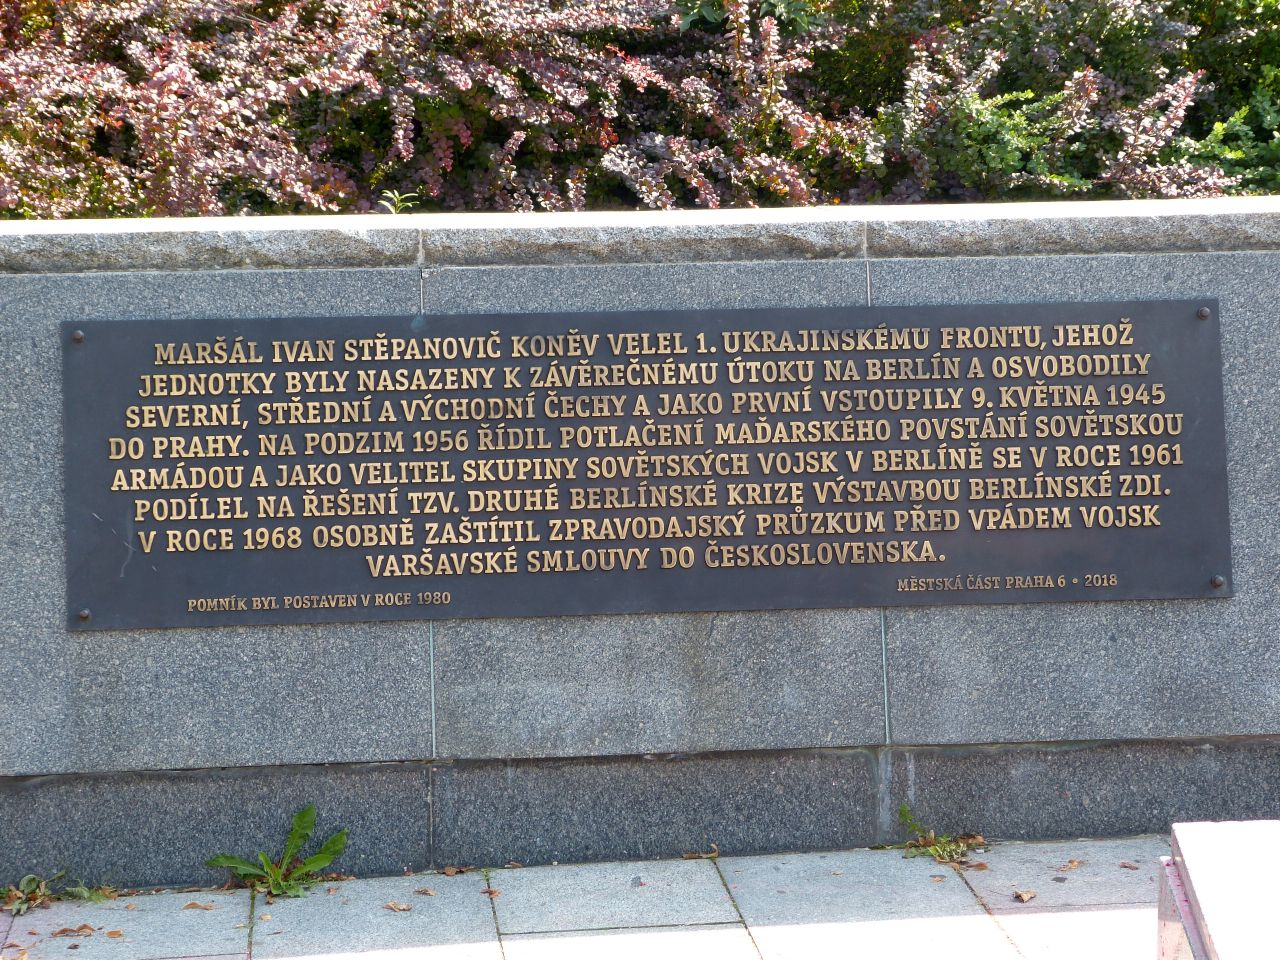 MARŠÁL IVAN STĚPANOVIČ KONĚV VELEL 1. UKRAJINSKÉMU FRONTU, JEHOŽ
JEDNOTKY BYLY NASAZENY K ZÁVĚREČNÉMU ÚTOKU NA BERLÍN A OSVOBODILY
SEVERNÍ, STŘEDNÍ A VÝCHODNÍ ČECHY A JAKO PRVNÍ VSTOUPILY 9. KVĚTNA 1945
DO PRAHY. NA PODZIM 1956 ŘÍDIL POTLAČENÍ MAĎARSKÉHO POVSTÁNÍ SOVĚTSKOU
ARMÁDOU A JAKO VELITEL SKUPINY SOVĚTSKÝCH VOJSK V BERLÍNĚ SE V ROCE 1961
PODÍLEL NA ŘEŠENÍ TZV. DRUHÉ BERLÍNSKÉ KRIZE VÝSTAVBOU BERLÍNSKÉ ZDI.
V ROCE 1968 OSOBNĚ ZAŠTÍTIL ZPRAVODAJSKÝ PRŮZKUM PŘED VPÁDEM VOJSK
VARŠAVSKÉ SMLOUVY DO ČESKOSLOVENSKA.
POMNÍK BYL POSTAVEN V ROCE 1980
MĚSTSKÁ ČÁST PRAHA 6 • 2018